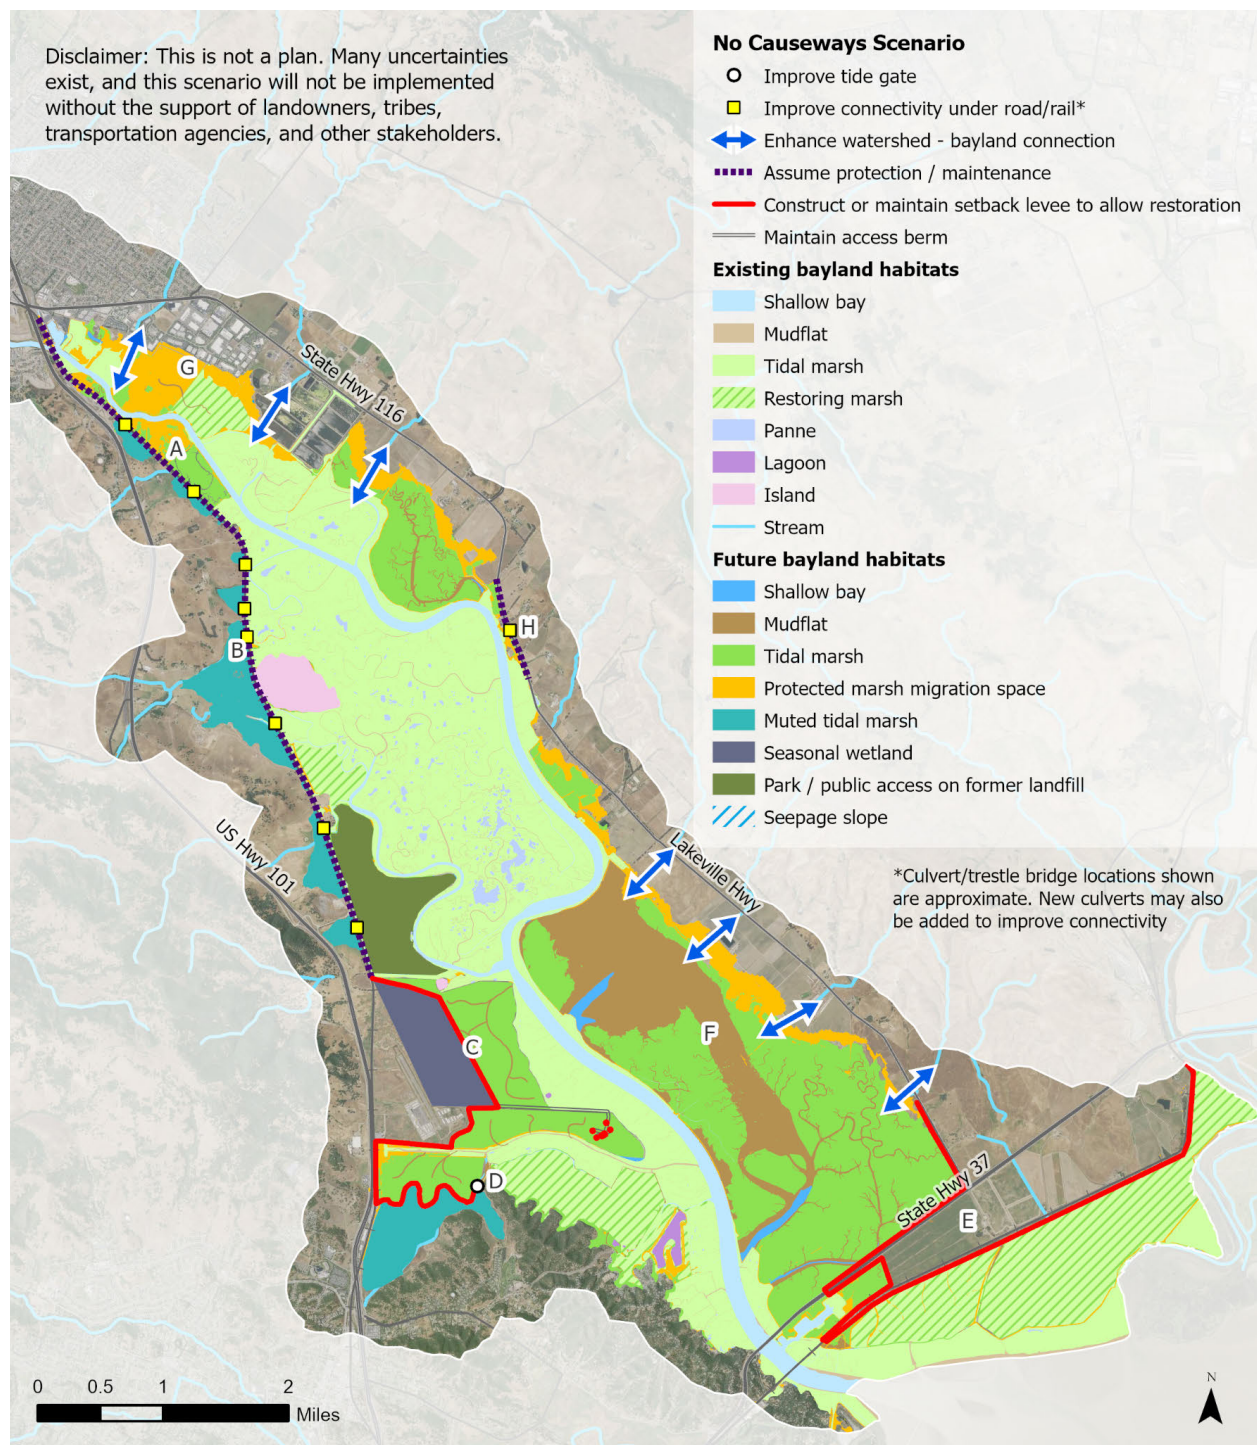 Disclaimer: This is not a plan. Many uncertainties
exist, and this scenario will not be implemented
without the support of landowners, tribes,
transportation agencies, and other stakeholders.
No Causeways Scenario
Improve tide gate
Improve connectivity under road/rail*
Enhance watershed - bayland connection
Assume protection / maintenance
Construct or maintain setback levee to allow restoration
Maintain access berm
Existing bayland habitats
Shallow bay
Mudflat
Tidal marsh
Restoring marsh
Panne
Lagoon
Island
Stream
Future bayland habitats
Shallow bay
Mudflat
Tidal marsh
Protected marsh migration space
Muted tidal marsh
Seasonal wetland
Park / public access on former landfill
Seepage slope
*Culvert/trestle bridge locations shown
are approximate. New culverts may also
be added to improve connectivity
G
State Hwy 116
A
H
B
US Hwy 101
Lakeville Hwy
F
C
D
State Hwy 37
E
0 0.5 1 2
Miles
N